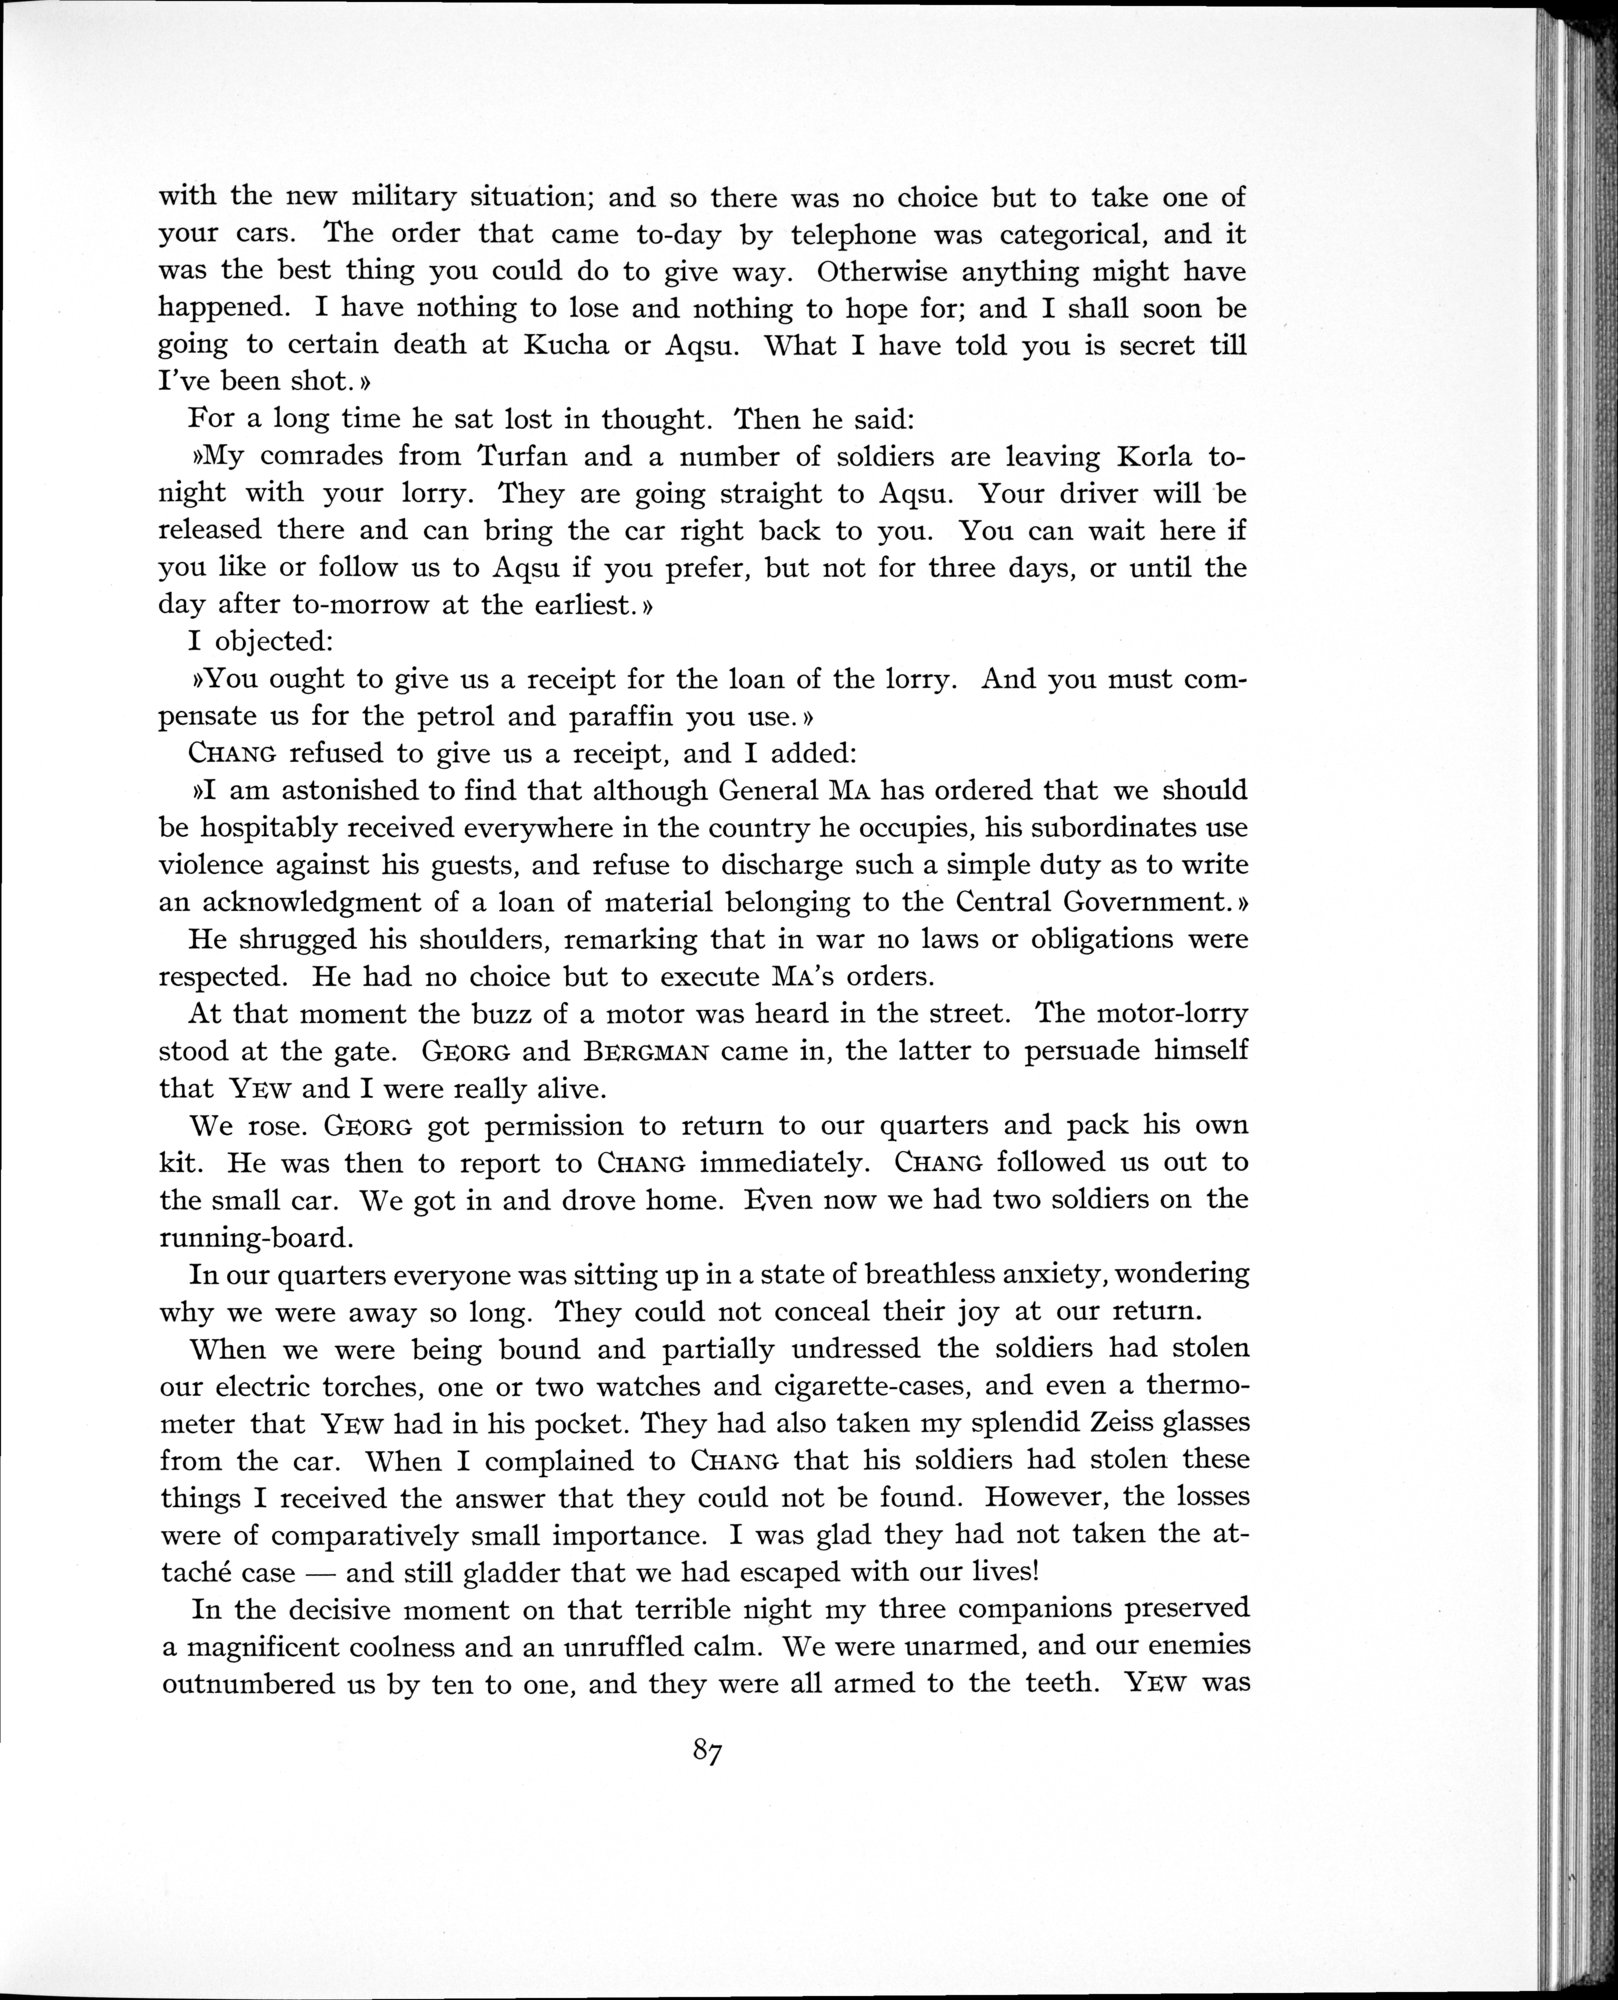 with the new military situation; and so there was no choice but to take one of
your cars. The order that came to-day by telephone was categorical, and it
was the best thing you could do to give way. Otherwise anything might have
happened. I have nothing to lose and nothing to hope for; and I shall soon be
going to certain death at Kucha or Aqsu. What I have told you is secret till
I've been shot.»
For a long time he sat lost in thought. Then he said:
»My comrades from Turfan and a number of soldiers are leaving Korla to-
night with your lorry. They are going straight to Aqsu. Your driver will be
released there and can bring the car right back to you. You can wait here if
you like or follow us to Aqsu if you prefer, but not for three days, or until the
day after to-morrow at the earliest.»
I objected:
»You ought to give us a receipt for the loan of the lorry. And you must com-
pensate us for the petrol and paraffin you use.»
CHANG refused to give us a receipt, and I added:
»I am astonished to find that although General MA has ordered that we should
be hospitably received everywhere in the country he occupies, his subordinates use
violence against his guests, and refuse to discharge such a simple duty as to write
an acknowledgment of a loan of material belonging to the Central Government.»
He shrugged his shoulders, remarking that in war no laws or obligations were
respected. He had no choice but to execute MA's orders.
At that moment the buzz of a motor was heard in the street. The motor-lorry
stood at the gate. GEORG and BERGMAN came in, the latter to persuade himself
that YEW and I were really alive.
We rose. GEORG got permission to return to our quarters and pack his own
kit. He was then to report to CHANG immediately. CHANG followed us out to
the small car. We got in and drove home. Even now we had two soldiers on the
running-board.
In our quarters everyone was sitting up in a state of breathless anxiety, wondering
why we were away so long. They could not conceal their joy at our return.
When we were being bound and partially undressed the soldiers had stolen
our electric torches, one or two watches and cigarette-cases, and even a thermo-
meter that YEW had in his pocket. They had also taken my splendid Zeiss glasses
from the car. When I complained to CHANG that his soldiers had stolen these
things I received the answer that they could not be found. However, the losses
were of comparatively small importance. I was glad they had not taken the at-
taché case — and still gladder that we had escaped with our lives!
In the decisive moment on that terrible night my three companions preserved
a magnificent coolness and an unruffled calm. We were unarmed, and our enemies
outnumbered us by ten to one, and they were all armed to the teeth. YEW was
87